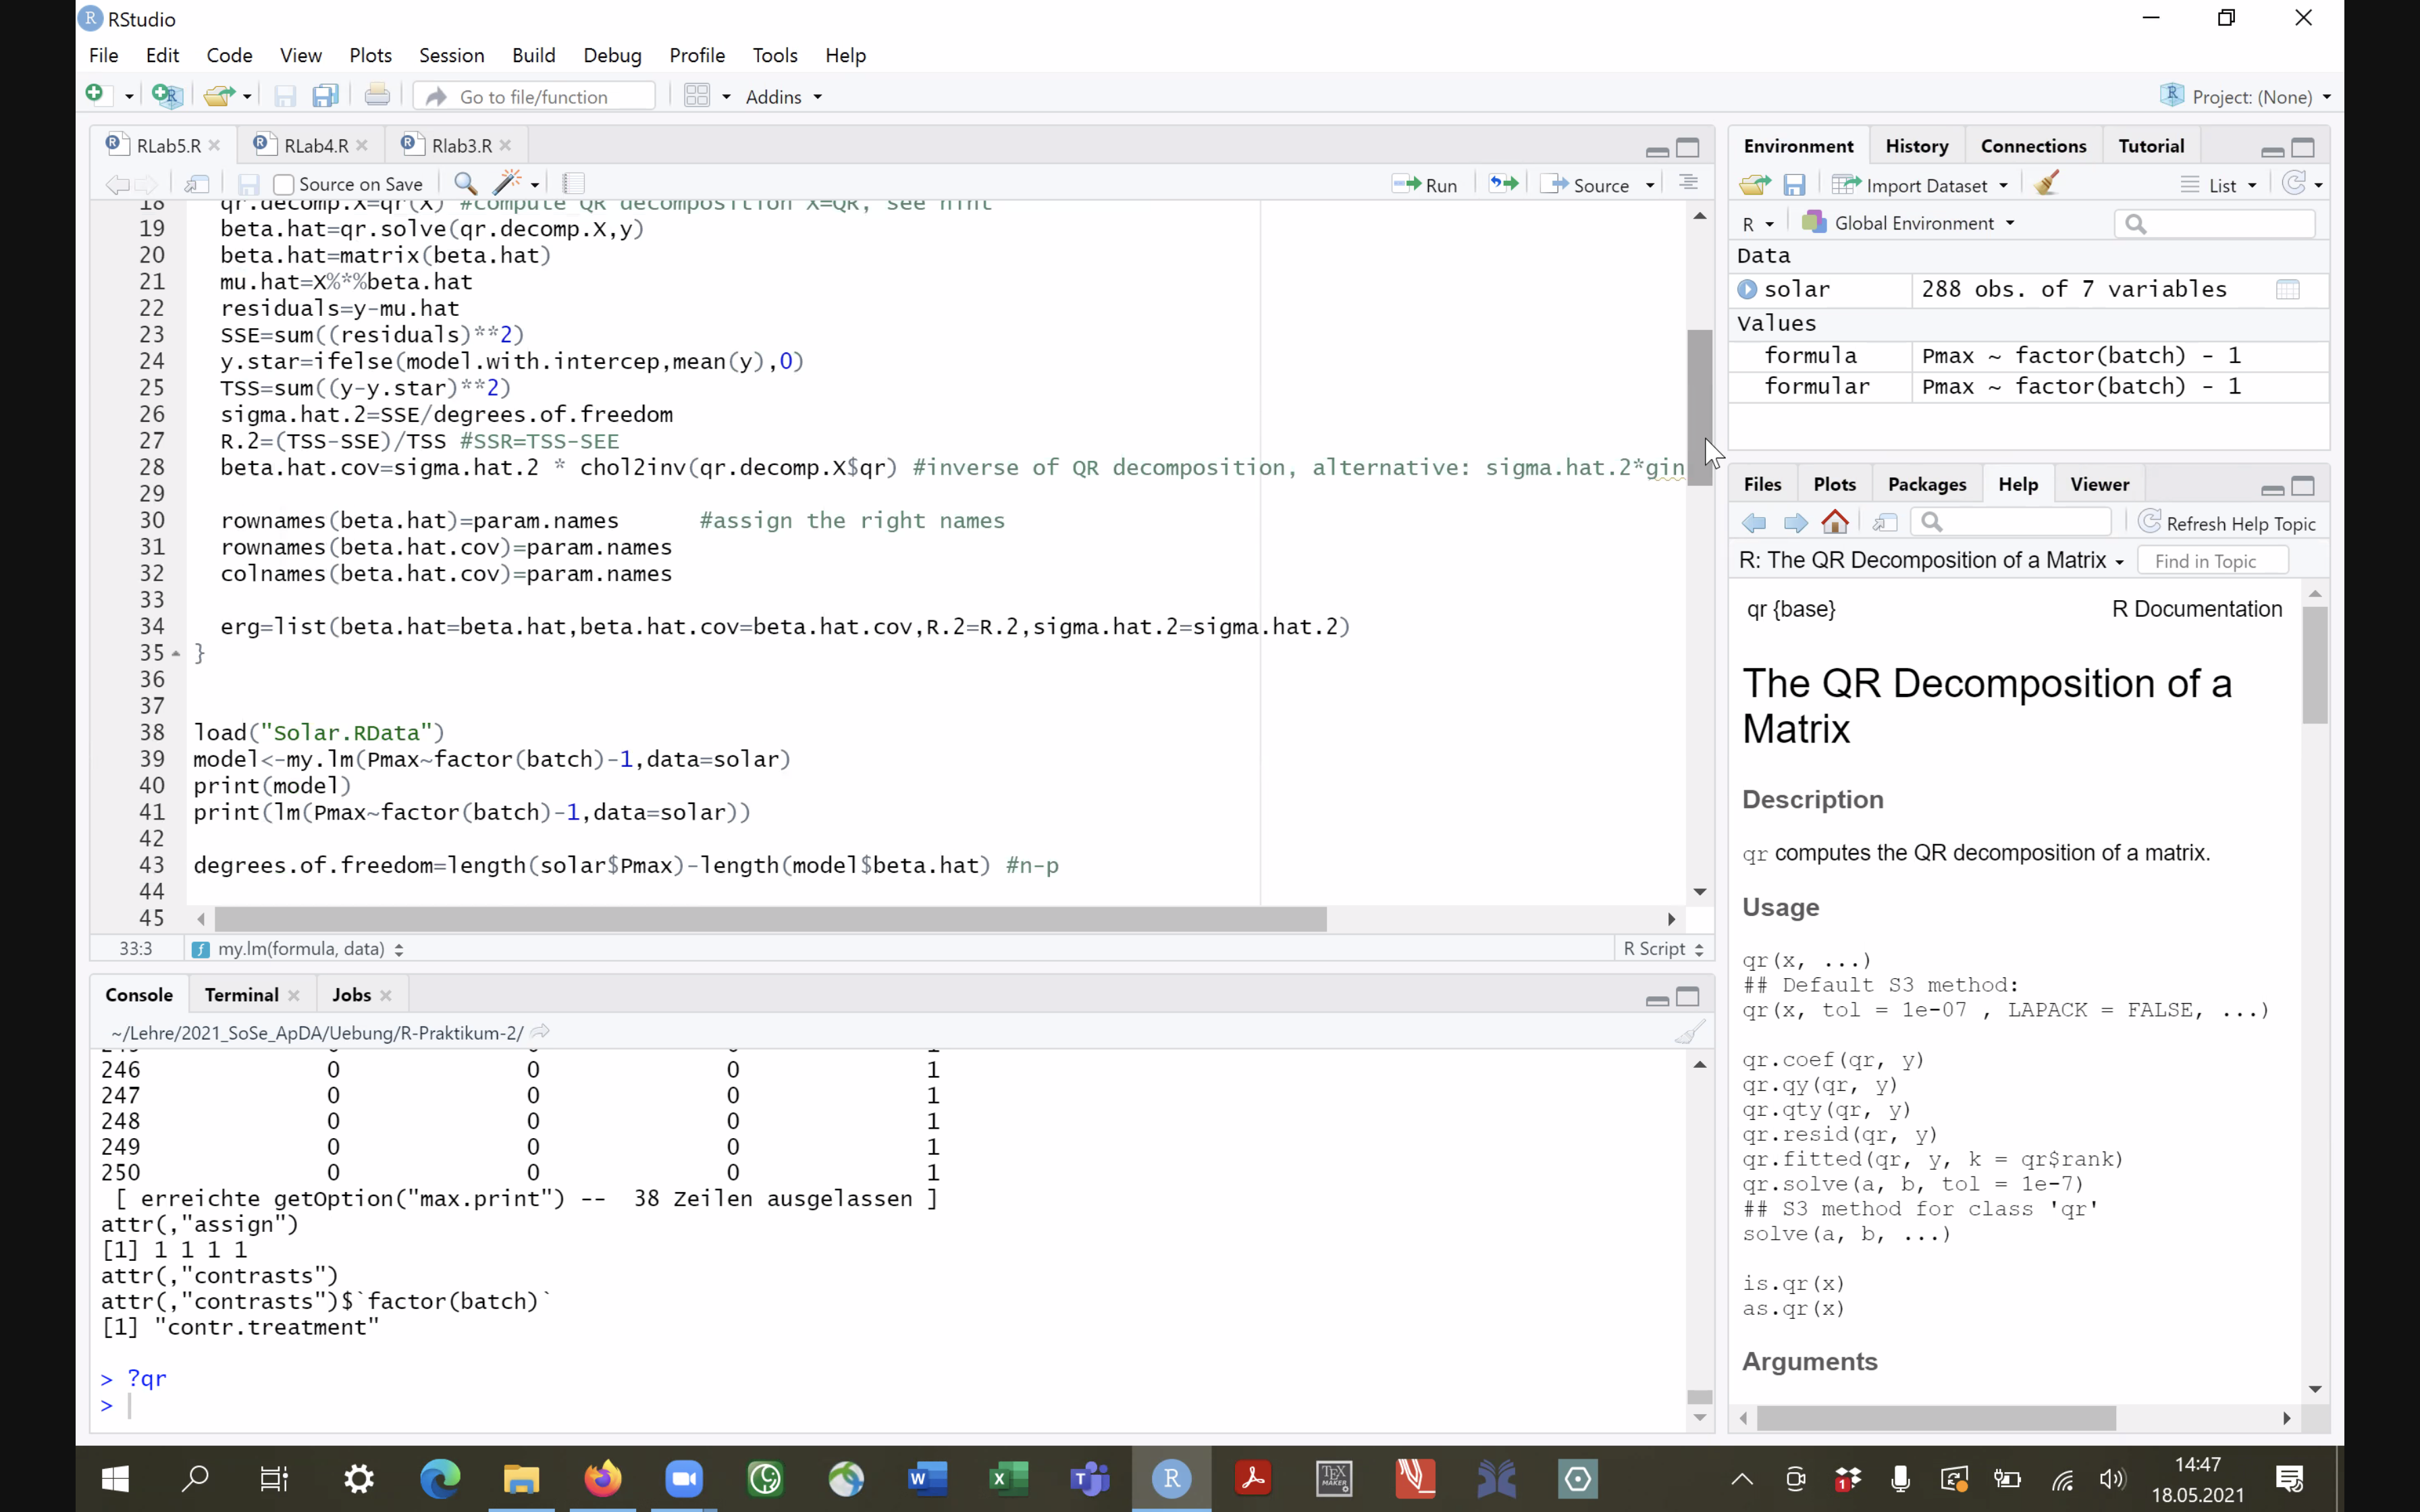 RStudio
File Edit Code View Plots Session Build Debug Profile Tools Help
Go to file/function Addins Project: (None)
RLab5.R RLab4.R Rlab3.R
Source on Save Run Source
18 qr.decomp.X=qr(X) #compute QR decomposition X=QR, see hint
19 beta.hat=qr.solve(qr.decomp.X,y)
20 beta.hat=matrix(beta.hat)
21 mu.hat=X%*%beta.hat
22 residuals=y-mu.hat
23 SSE=sum((residuals)**2)
24 y.star=ifelse(model.with.intercep,mean(y),0)
25 TSS=sum((y-y.star)**2)
26 sigma.hat.2=SSE/degrees.of.freedom
27 R.2=(TSS-SSE)/TSS #SSR=TSS-SEE
28 beta.hat.cov=sigma.hat.2 * chol2inv(qr.decomp.X$qr) #inverse of QR decomposition, alternative: sigma.hat.2*gin
29
30 rownames(beta.hat)=param.names #assign the right names
31 rownames(beta.hat.cov)=param.names
32 colnames(beta.hat.cov)=param.names
33
34 erg=list(beta.hat=beta.hat,beta.hat.cov=beta.hat.cov,R.2=R.2,sigma.hat.2=sigma.hat.2)
35 }
36
37
38 load("Solar.RData")
39 model<-my.lm(Pmax~factor(batch)-1,data=solar)
40 print(model)
41 print(lm(Pmax~factor(batch)-1,data=solar))
42
43 degrees.of.freedom=length(solar$Pmax)-length(model$beta.hat) #n-p
44
45
33:3 my.lm(formula, data) R Script
Console Terminal Jobs
~/Lehre/2021_SoSe_ApDA/Uebung/R-Praktikum-2/
246 0 0 0 1
247 0 0 0 1
248 0 0 0 1
249 0 0 0 1
250 0 0 0 1
[ erreichte getOption("max.print") -- 38 Zeilen ausgelassen ]
attr(,"assign")
[1] 1 1 1 1
attr(,"contrasts")
attr(,"contrasts")$`factor(batch)`
[1] "contr.treatment"
> ?qr
>
Environment History Connections Tutorial
Import Dataset List
R Global Environment
Data
solar 288 obs. of 7 variables
Values
formula Pmax ~ factor(batch) - 1
formular Pmax ~ factor(batch) - 1
Files Plots Packages Help Viewer
Refresh Help Topic
R: The QR Decomposition of a Matrix Find in Topic
qr {base} R Documentation
The QR Decomposition of a
Matrix
Description
qr computes the QR decomposition of a matrix.
Usage
qr(x, ...)
## Default S3 method:
qr(x, tol = 1e-07 , LAPACK = FALSE, ...)
qr.coef(qr, y)
qr.qy(qr, y)
qr.qty(qr, y)
qr.resid(qr, y)
qr.fitted(qr, y, k = qr$rank)
qr.solve(a, b, tol = 1e-7)
## S3 method for class 'qr'
solve(a, b, ...)
is.qr(x)
as.qr(x)
Arguments
14:47
18.05.2021